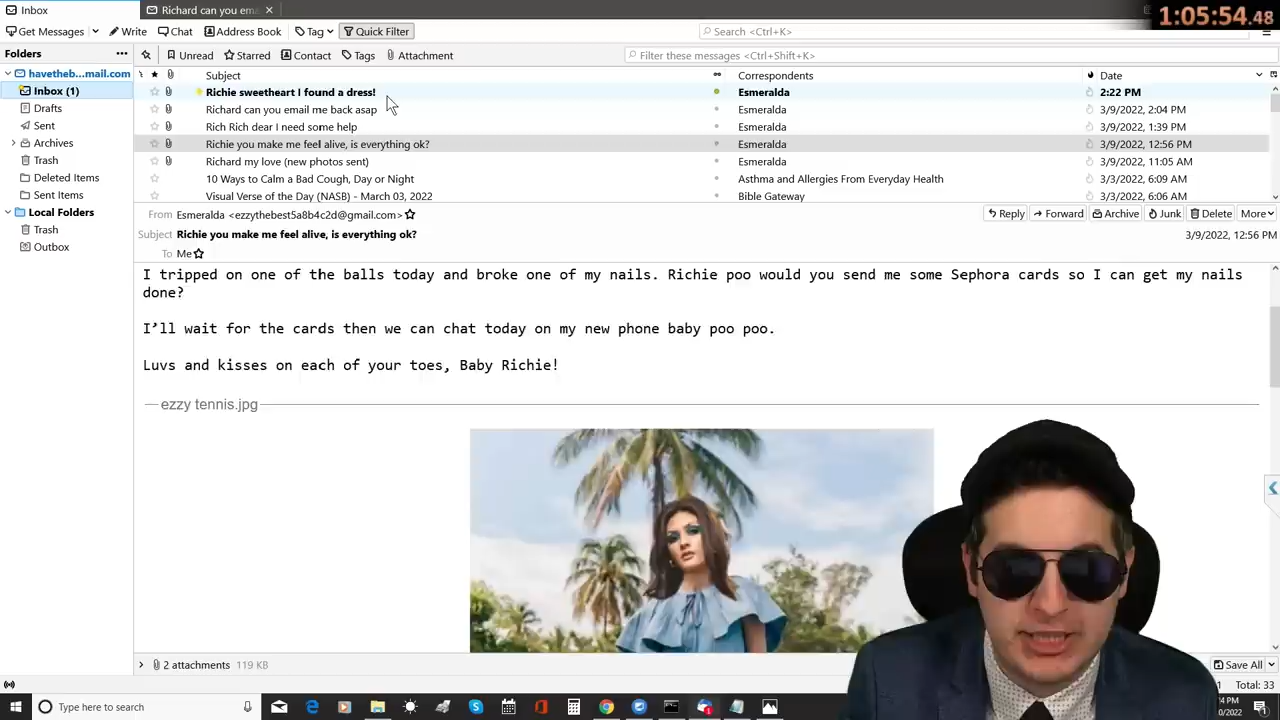 Inbox
Richard can you em
1:05:54.48
Get Messages
Write
Chat
Address Book
Tag
Quick Filter
Search <Ctrl+K>
Folders
Unread
Starred
Contact
Tags
Attachment
Filter these messages <Ctrl+Shift+K>
havetheb...mail.com
Inbox (1)
Drafts
Sent
Archives
Trash
Deleted Items
Sent Items
Local Folders
Trash
Outbox
Subject Correspondents Date
Richie sweetheart I found a dress! Esmeralda 2:22 PM
Richard can you email me back asap Esmeralda 3/9/2022, 2:04 PM
Rich Rich dear I need some help Esmeralda 3/9/2022, 1:39 PM
Richie you make me feel alive, is everything ok? Esmeralda 3/9/2022, 12:56 PM
Richard my love (new photos sent) Esmeralda 3/9/2022, 11:05 AM
10 Ways to Calm a Bad Cough, Day or Night Asthma and Allergies From Everyday Health 3/3/2022, 6:09 AM
Visual Verse of the Day (NASB) - March 03, 2022 Bible Gateway 3/3/2022, 6:06 AM
From Esmeralda <ezzythebest5a8b4c2d@gmail.com>
Reply Forward Archive Junk Delete More
Subject Richie you make me feel alive, is everything ok?
3/9/2022, 12:56 PM
To Me
I tripped on one of the balls today and broke one of my nails. Richie poo would you send me some Sephora cards so I can get my nails
done?
I'll wait for the cards then we can chat today on my new phone baby poo poo.
Luvs and kisses on each of your toes, Baby Richie!
ezzy tennis.jpg
2 attachments 119 KB
Save All
Total: 33
Type here to search